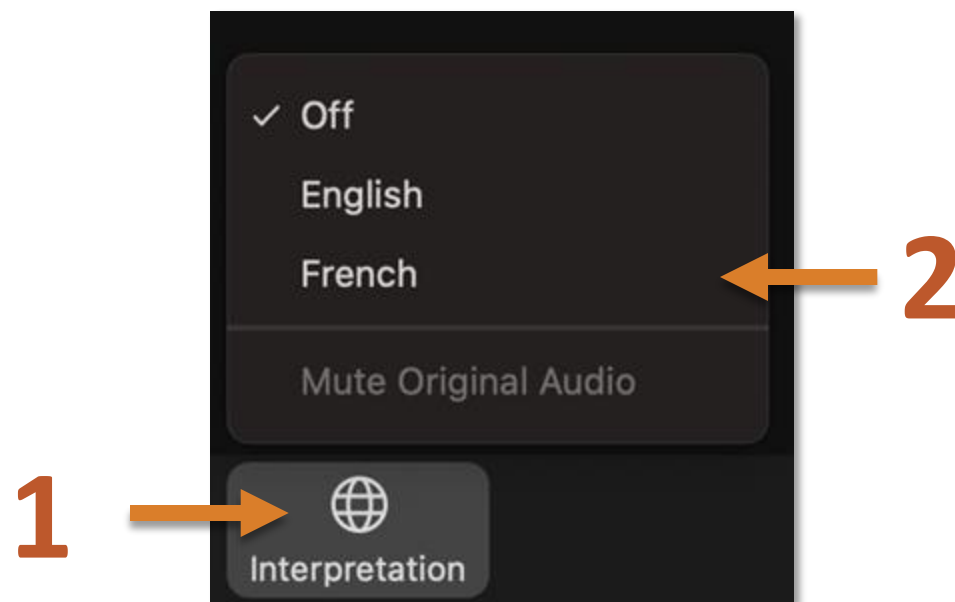 Off
English
French
2
Mute Original Audio
1
Interpretation